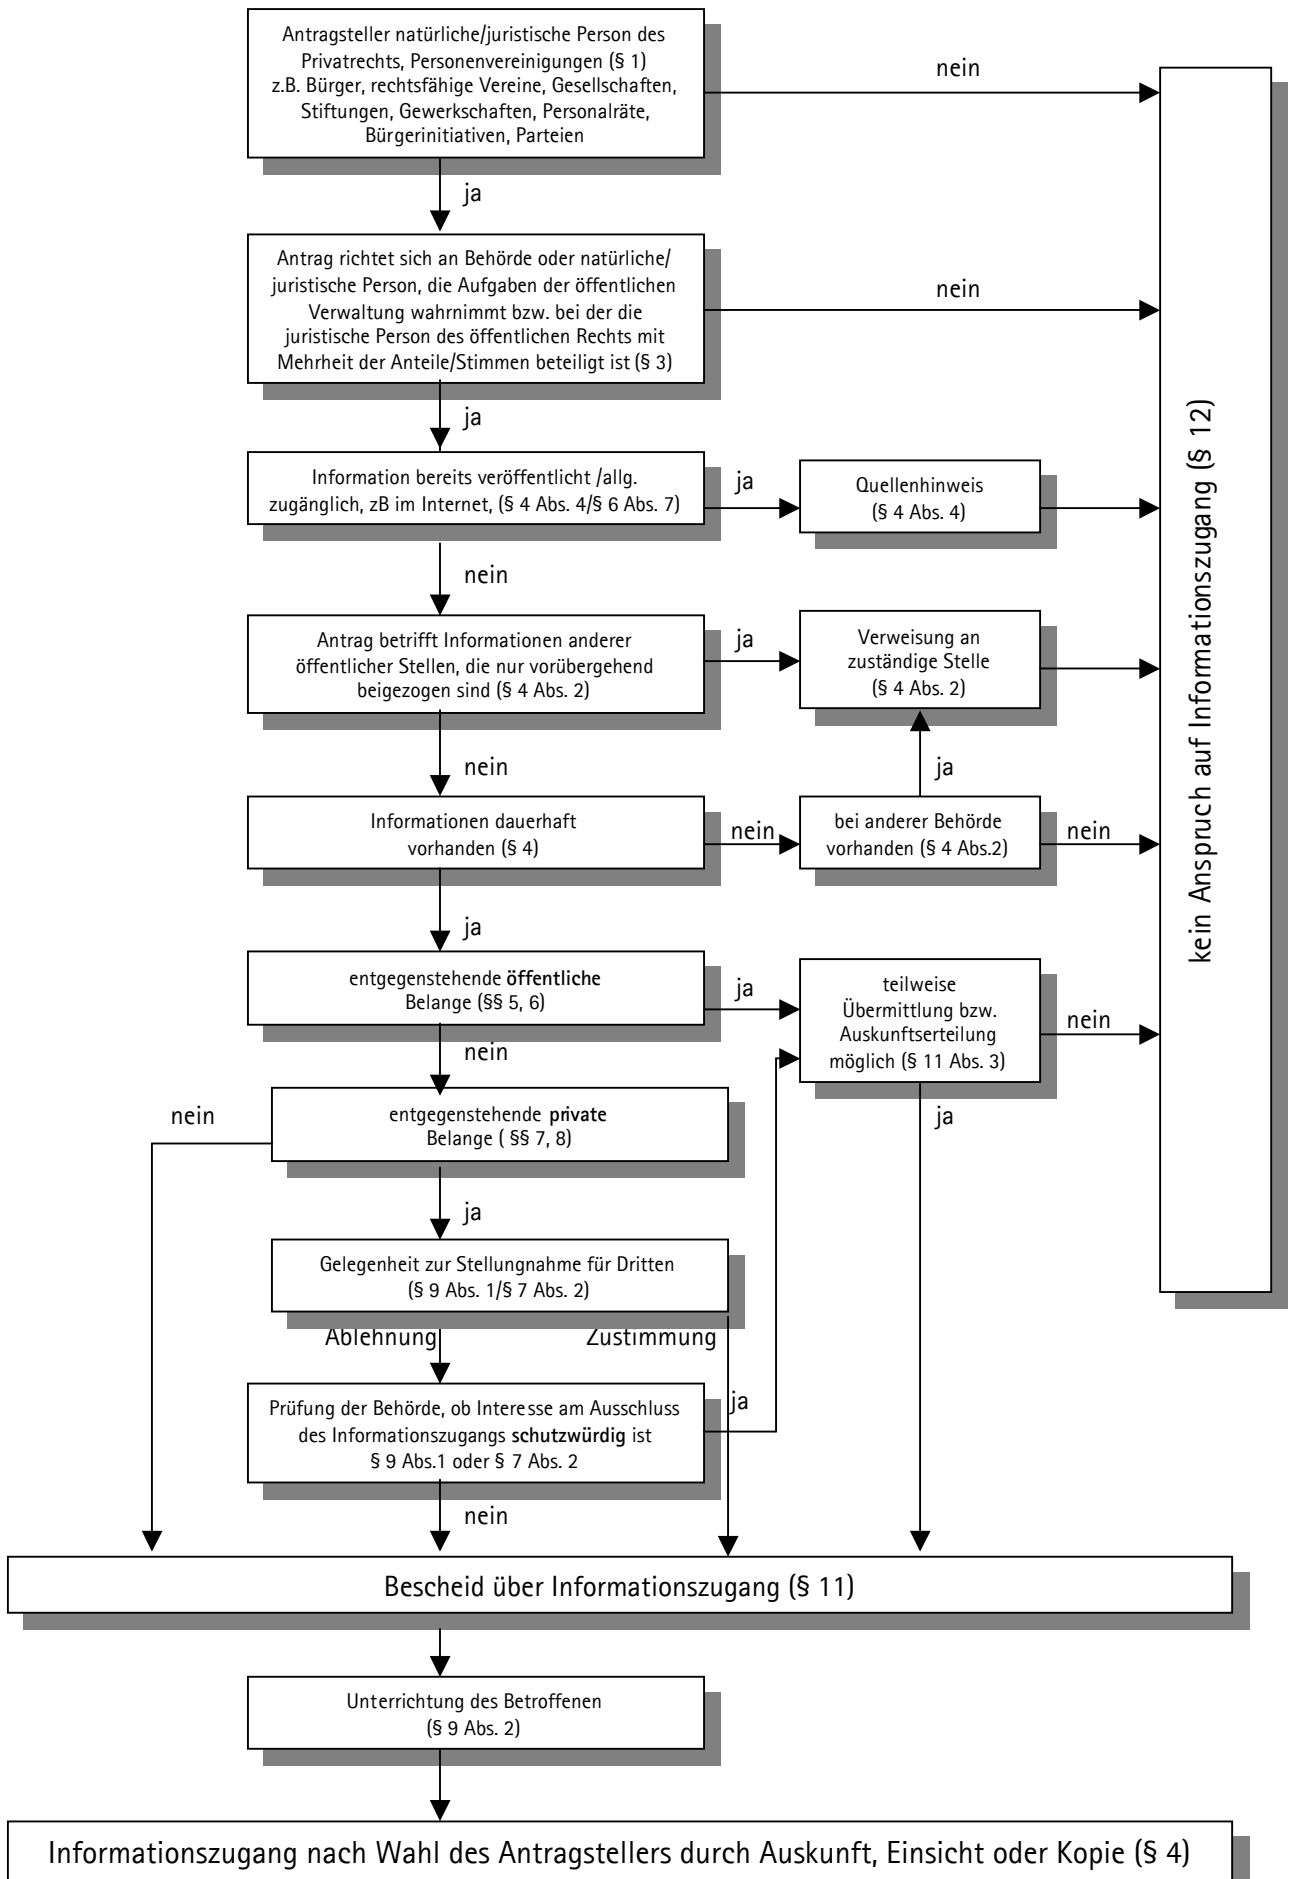 Antragsteller natürliche/juristische Person des
Privatrechts, Personenvereinigungen (§ 1)
z.B. Bürger, rechtsfähige Vereine, Gesellschaften,
Stiftungen, Gewerkschaften, Personalräte,
Bürgerinitiativen, Parteien
nein
ja
Antrag richtet sich an Behörde oder natürliche/
juristische Person, die Aufgaben der öffentlichen
Verwaltung wahrnimmt bzw. bei der die
juristische Person des öffentlichen Rechts mit
Mehrheit der Anteile/Stimmen beteiligt ist (§ 3)
nein
ja
Information bereits veröffentlicht /allg.
zugänglich, zB im Internet, (§ 4 Abs. 4/§ 6 Abs. 7)
ja
Quellenhinweis
(§ 4 Abs. 4)
nein
Antrag betrifft Informationen anderer
öffentlicher Stellen, die nur vorübergehend
beigezogen sind (§ 4 Abs. 2)
ja
Verweisung an
zuständige Stelle
(§ 4 Abs. 2)
nein
ja
Informationen dauerhaft
vorhanden (§ 4)
nein
bei anderer Behörde
vorhanden (§ 4 Abs.2)
nein
ja
entgegenstehende öffentliche
Belange (§§ 5, 6)
ja
teilweise
Übermittlung bzw.
Auskunftserteilung
möglich (§ 11 Abs. 3)
nein
nein
ja
kein Anspruch auf Informationszugang (§ 12)
nein
entgegenstehende private
Belange ( §§ 7, 8)
ja
Gelegenheit zur Stellungnahme für Dritten
(§ 9 Abs. 1/§ 7 Abs. 2)
Ablehnung
Zustimmung
Prüfung der Behörde, ob Interesse am Ausschluss
des Informationszugangs schutzwürdig ist
§ 9 Abs.1 oder § 7 Abs. 2
ja
nein
Bescheid über Informationszugang (§ 11)
Unterrichtung des Betroffenen
(§ 9 Abs. 2)
Informationszugang nach Wahl des Antragstellers durch Auskunft, Einsicht oder Kopie (§ 4)